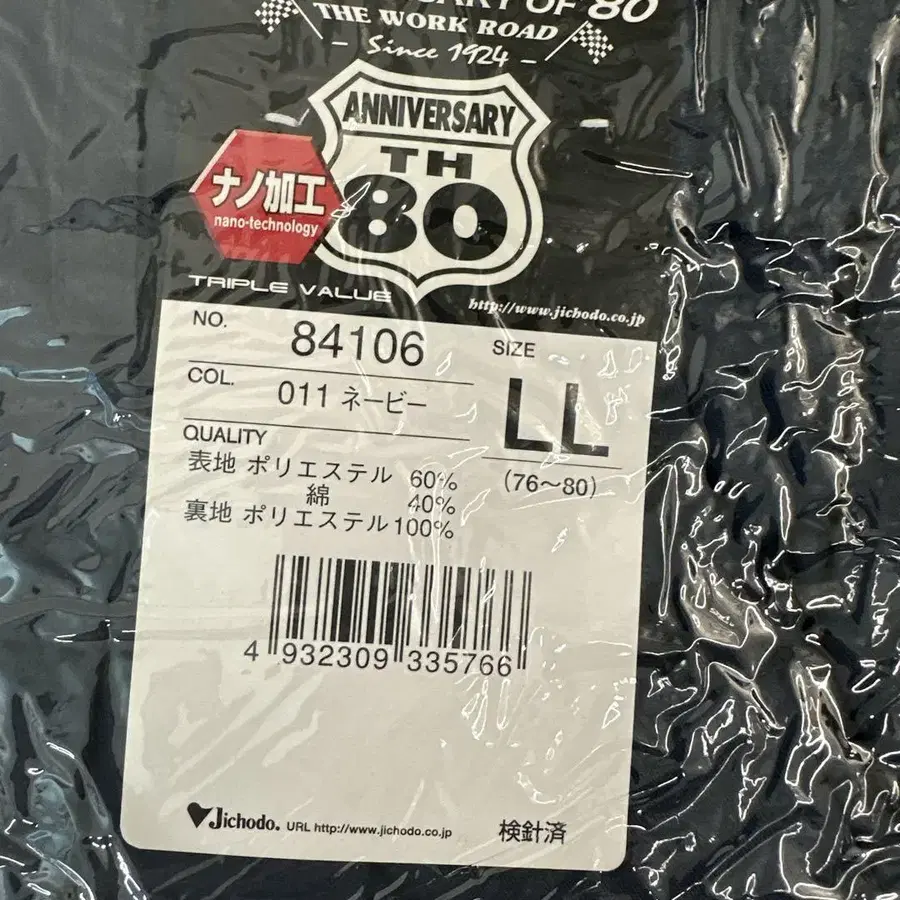 OF 80
THE WORK ROAD
- Since 1924 -
ANNIVERSARY
TH
80
ナノ加工
nano-technology
TRIPLE VALUE
http://www.jichodo.co.jp
NO. 84106
SIZE
LL
(76〜80)
COL. 011 ネービー
QUALITY
表地 ポリエステル 60%
綿 40%
裏地 ポリエステル 100%
4 932309 335766
Jichodo. URL http://www.jichodo.co.jp
検針済